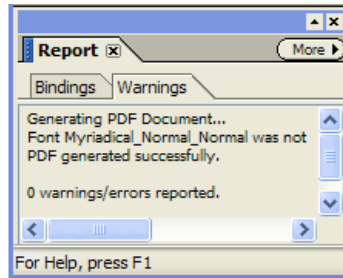 Report
More
Bindings
Warnings
Generating PDF Document...
Font Myriadical_Normal_Normal was not
PDF generated successfully.
0 warnings/errors reported.
For Help, press F1